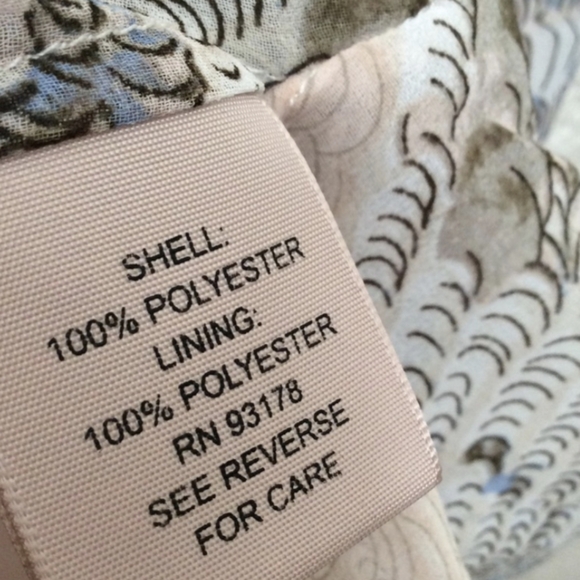 SHELL:
100% POLYESTER
LINING:
100% POLYESTER
RN 93178
SEE REVERSE
FOR CARE